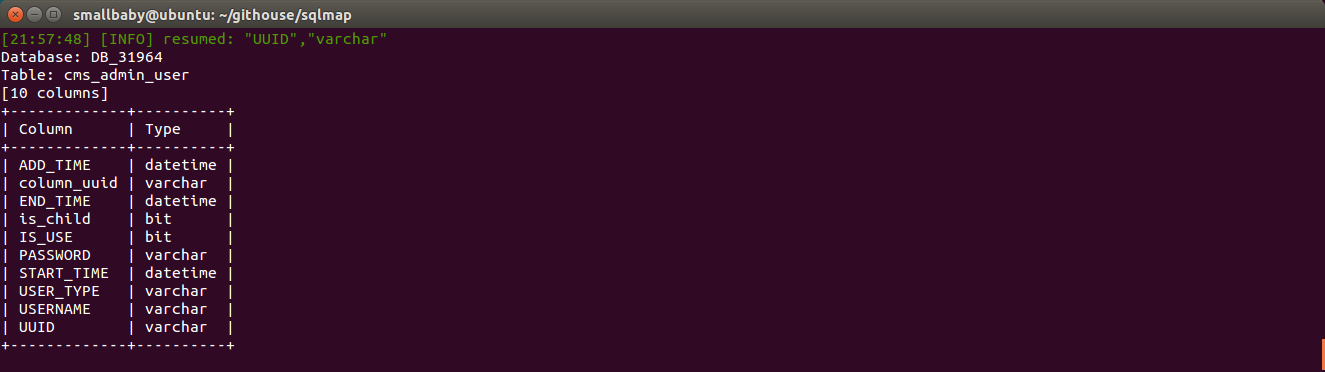 smallbaby@ubuntu: ~/githouse/sqlmap
[21:57:48] [INFO] resumed: "UUID","varchar"
Database: DB_31964
Table: cms_admin_user
[10 columns]
+-------------+----------+
| Column      | Type     |
+-------------+----------+
| ADD_TIME    | datetime |
| column_uuid | varchar  |
| END_TIME    | datetime |
| is_child    | bit      |
| IS_USE      | bit      |
| PASSWORD    | varchar  |
| START_TIME  | datetime |
| USER_TYPE   | varchar  |
| USERNAME    | varchar  |
| UUID        | varchar  |
+-------------+----------+